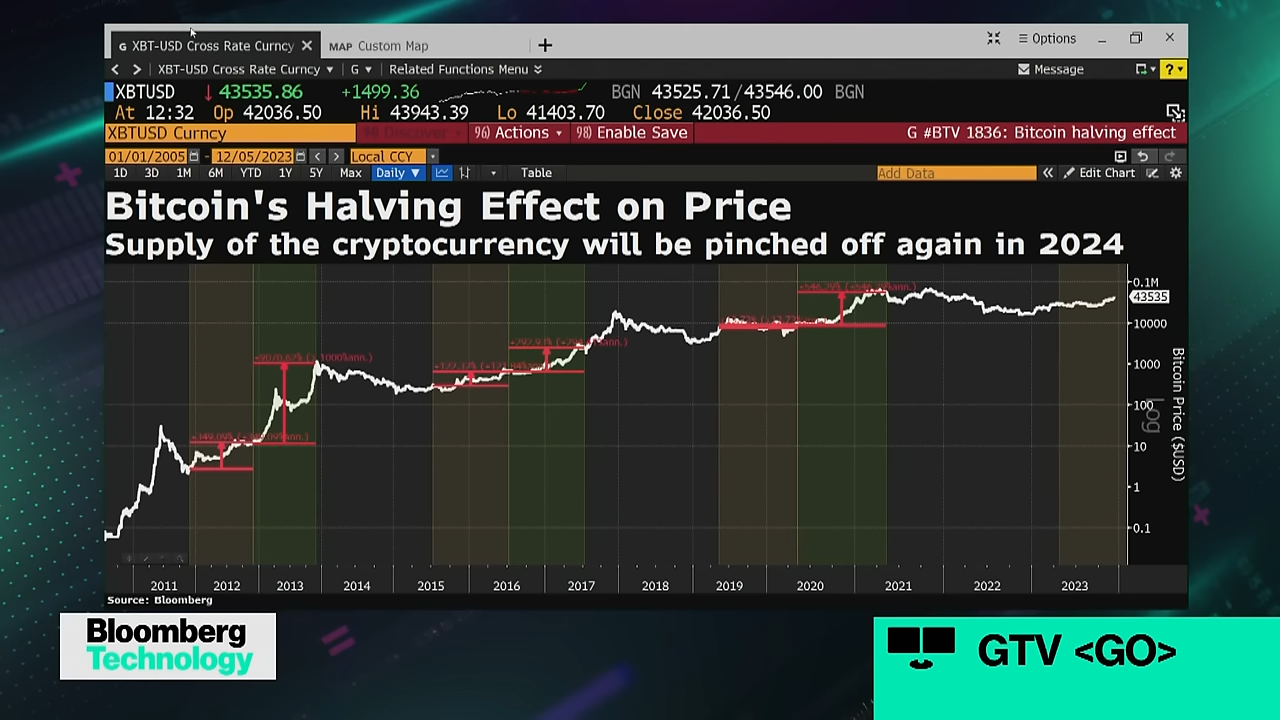 G XBT-USD Cross Rate Curncy
MAP Custom Map
Options
XBT-USD Cross Rate Curncy
G
Related Functions Menu
Message
?
XBTUSD 43535.86 +1499.36 BGN 43525.71/43546.00 BGN
At 12:32 Op 42036.50 Hi 43943.39 Lo 41403.70 Close 42036.50
XBTUSD Curncy
96) Actions
98) Enable Save
G #BTV 1836: Bitcoin halving effect
01/01/2005 - 12/05/2023
Local CCY
1D 3D 1M 6M YTD 1Y 5Y Max Daily Table
Add Data
Edit Chart
Bitcoin's Halving Effect on Price
Supply of the cryptocurrency will be pinched off again in 2024
0.1M
43535
10000
1000
100
10
1
0.1
Log
Bitcoin Price ($USD)
2011 2012 2013 2014 2015 2016 2017 2018 2019 2020 2021 2022 2023
Source: Bloomberg
Bloomberg
Technology
GTV <GO>